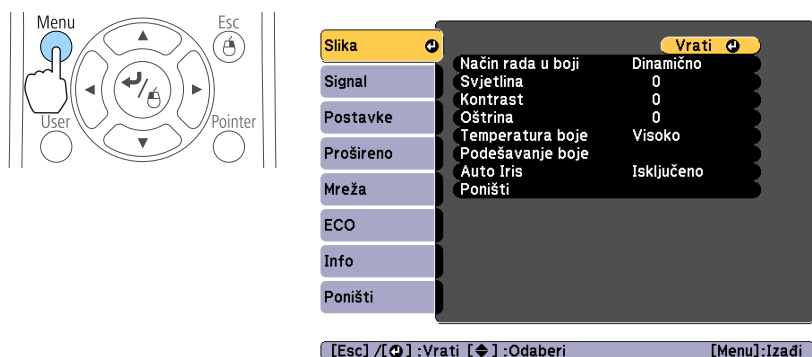 Menu
Esc
User
Pointer
Slika
Signal
Postavke
Prošireno
Mreža
ECO
Info
Poništi
Vrati
Način rada u boji Dinamično
Svjetlina 0
Kontrast 0
Oštrina 0
Temperatura boje Visoko
Podešavanje boje
Auto Iris Isključeno
Poništi
[Esc] /[ ] :Vrati [ ] :Odaberi [Menu]:Izađi